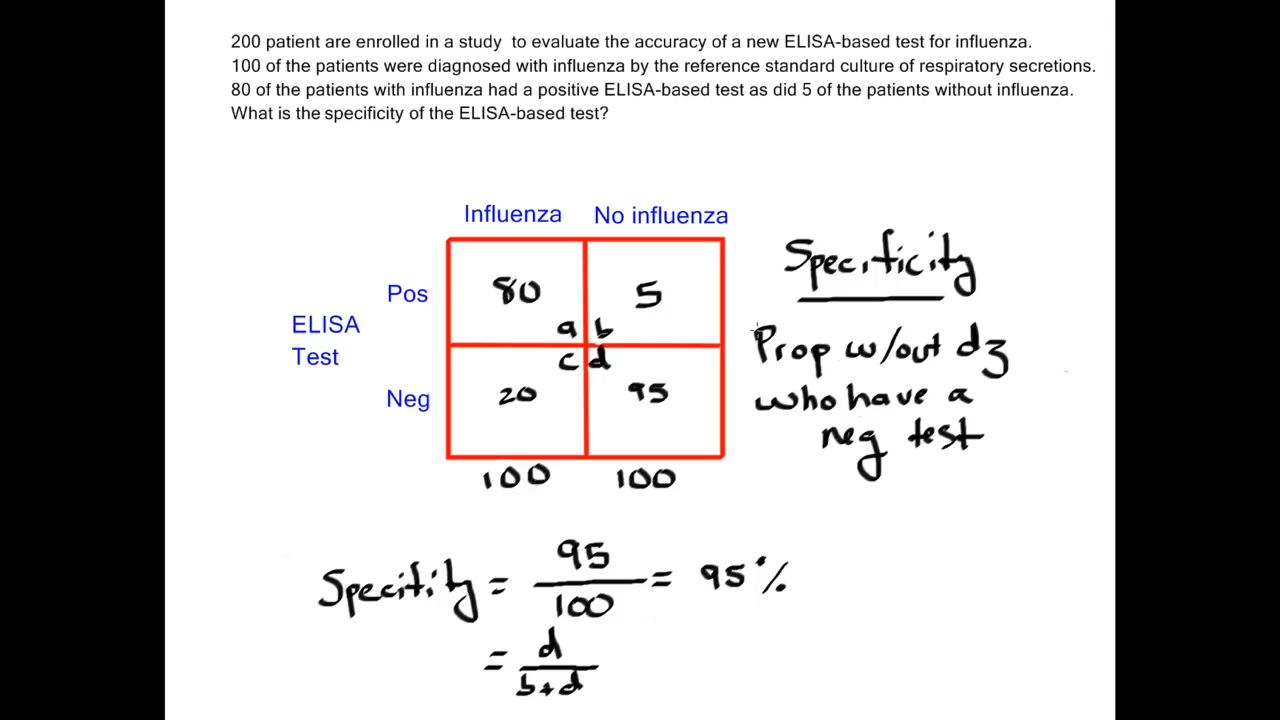 200 patient are enrolled in a study to evaluate the accuracy of a new ELISA-based test for influenza.
100 of the patients were diagnosed with influenza by the reference standard culture of respiratory secretions.
80 of the patients with influenza had a positive ELISA-based test as did 5 of the patients without influenza.
What is the specificity of the ELISA-based test?
Influenza No influenza
Pos 80 5
a b
ELISA
Test
c d
Neg 20 95
100 100
Specificity
Prop w/out dz
who have a
neg test
Specifity = 95/100 = 95%
= d/b+d